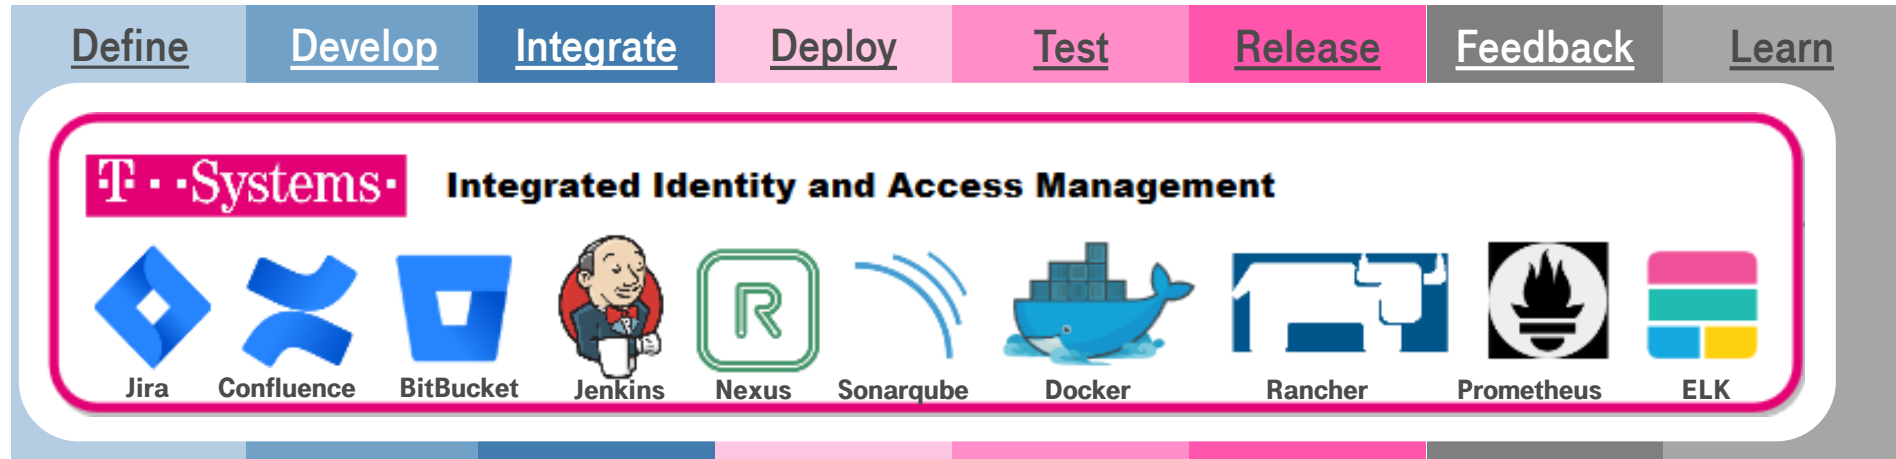 Define Develop Integrate Deploy Test Release Feedback Learn
T··Systems· Integrated Identity and Access Management
R
Jira Confluence BitBucket Jenkins Nexus Sonarqube Docker Rancher Prometheus ELK